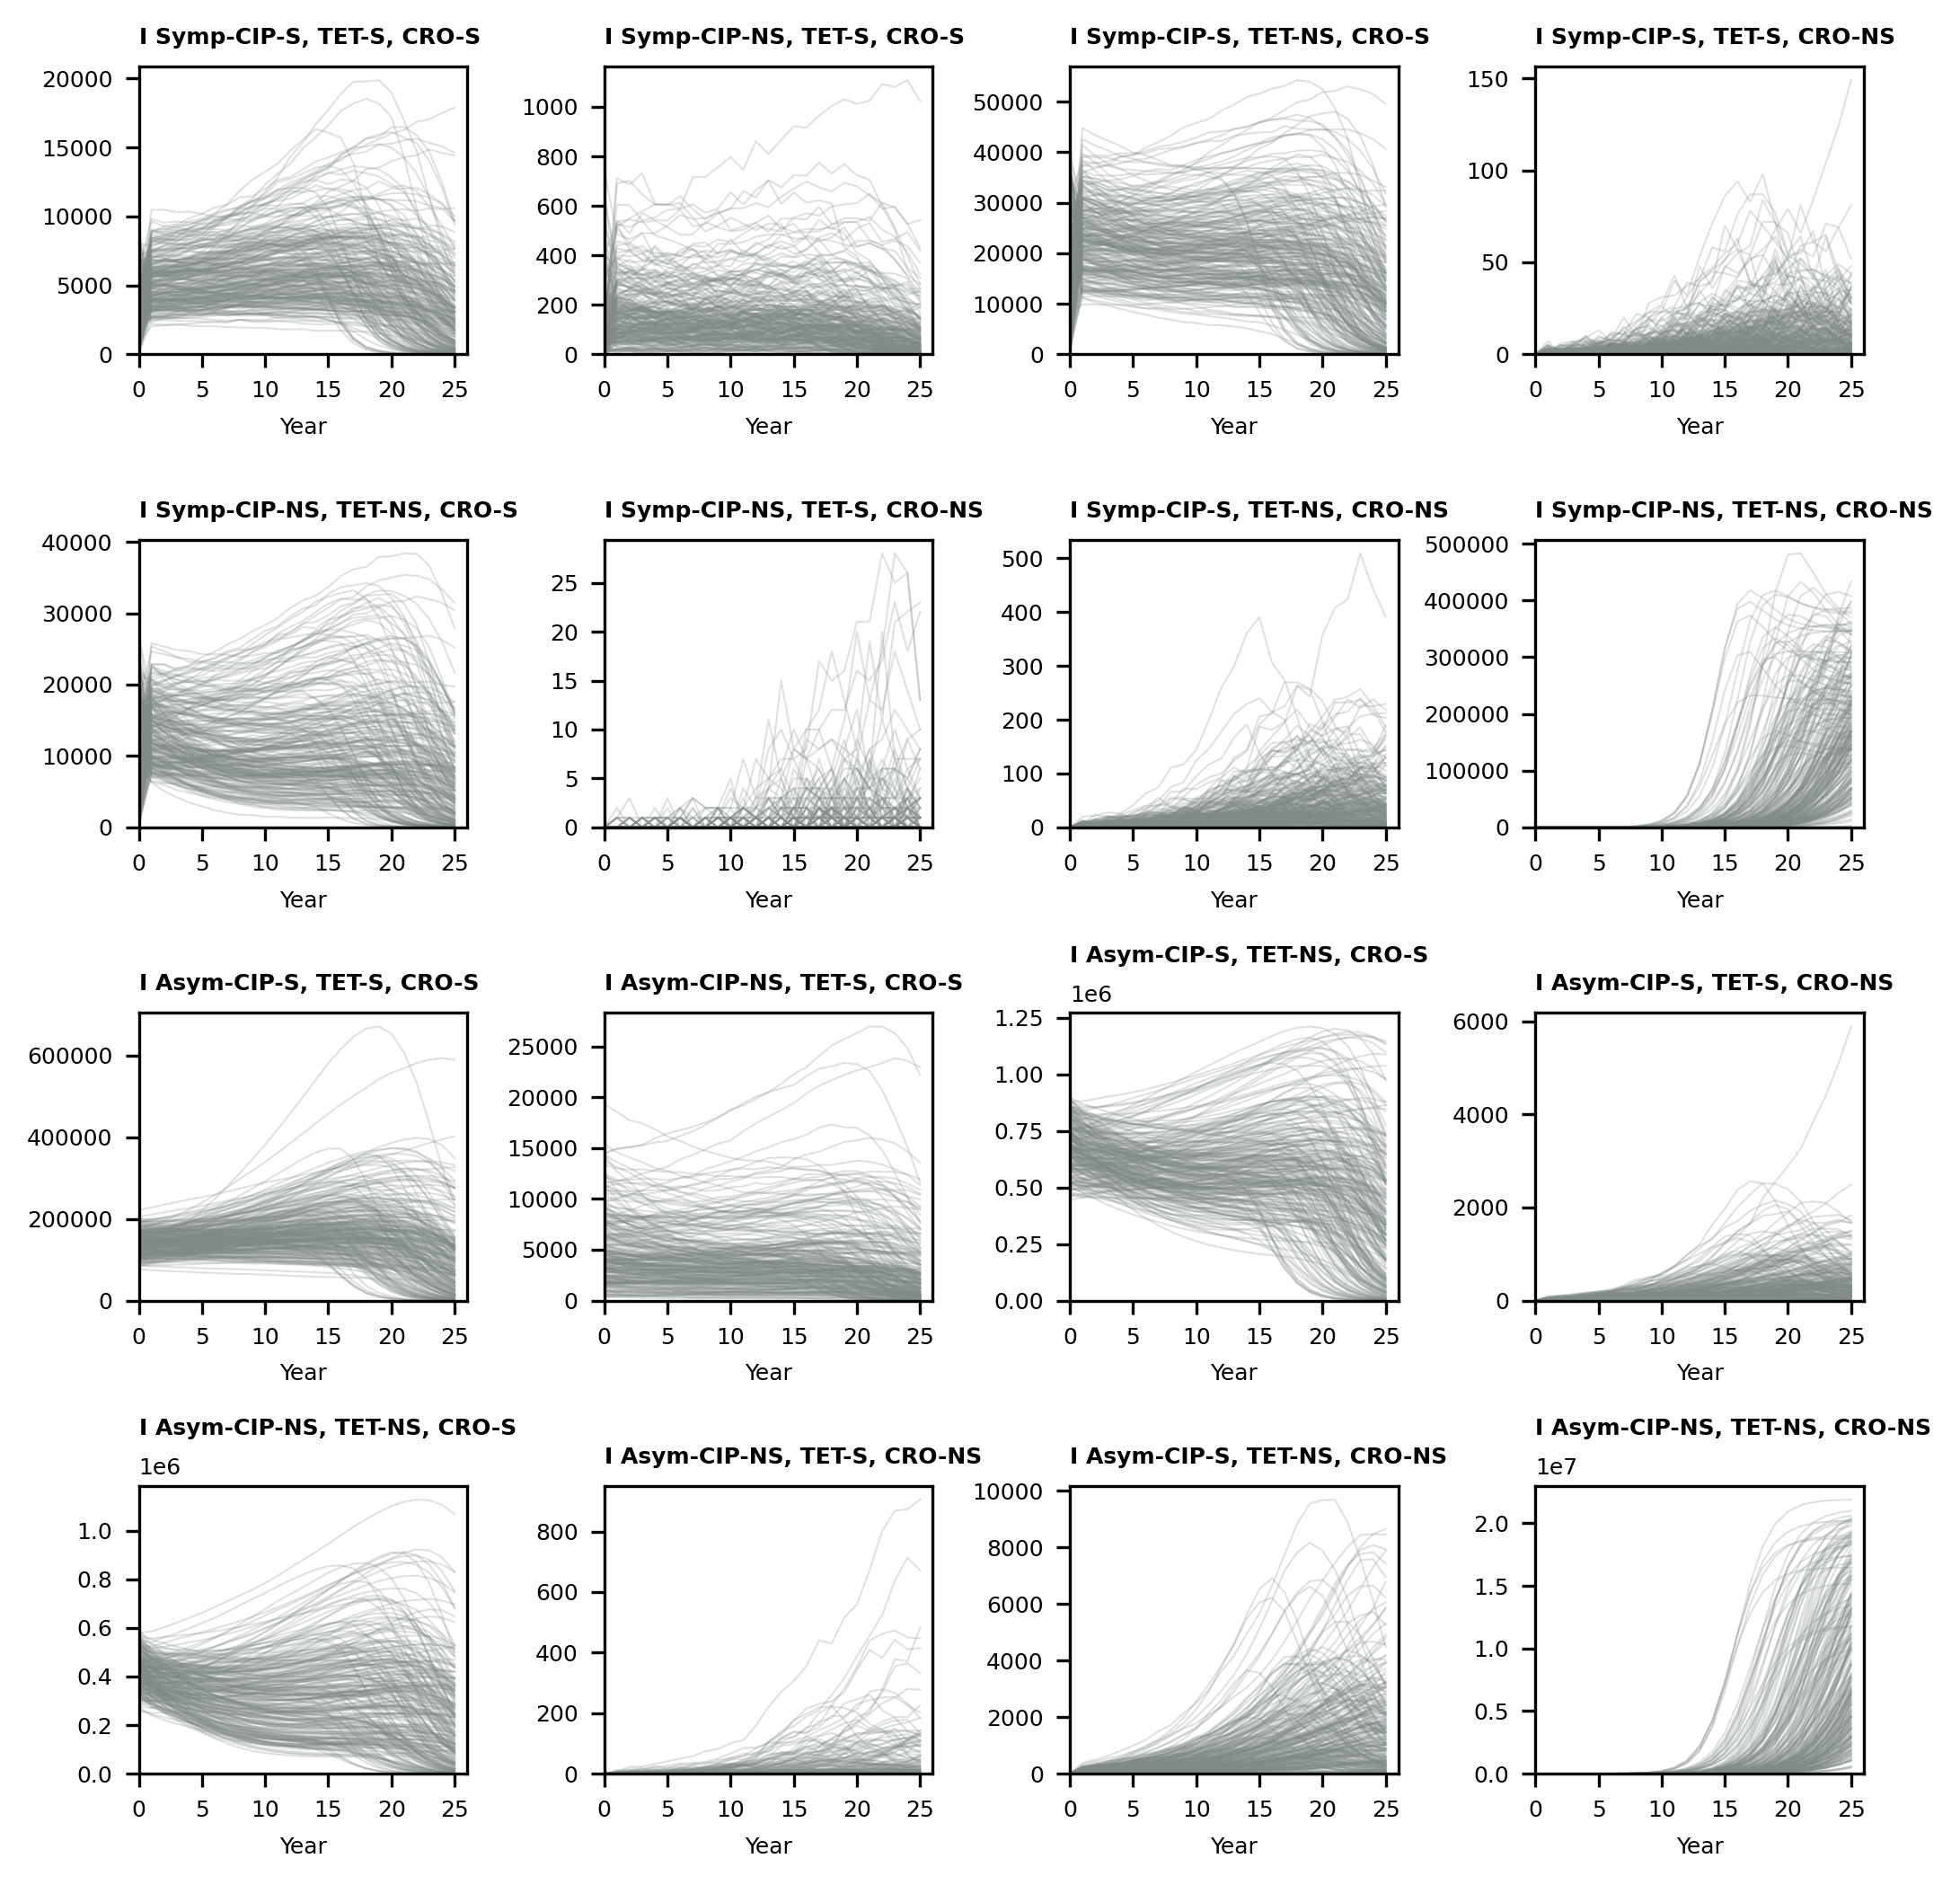 I Symp-CIP-S, TET-S, CRO-S
20000
15000
10000
5000
0
0 5 10 15 20 25
Year
I Symp-CIP-NS, TET-S, CRO-S
1000
800
600
400
200
0
0 5 10 15 20 25
Year
I Symp-CIP-S, TET-NS, CRO-S
50000
40000
30000
20000
10000
0
0 5 10 15 20 25
Year
I Symp-CIP-S, TET-S, CRO-NS
150
100
50
0
0 5 10 15 20 25
Year
I Symp-CIP-NS, TET-NS, CRO-S
40000
30000
20000
10000
0
0 5 10 15 20 25
Year
I Symp-CIP-NS, TET-S, CRO-NS
25
20
15
10
5
0
0 5 10 15 20 25
Year
I Symp-CIP-S, TET-NS, CRO-NS
500
400
300
200
100
0
0 5 10 15 20 25
Year
I Symp-CIP-NS, TET-NS, CRO-NS
500000
400000
300000
200000
100000
0
0 5 10 15 20 25
Year
I Asym-CIP-S, TET-S, CRO-S
600000
400000
200000
0
0 5 10 15 20 25
Year
I Asym-CIP-NS, TET-S, CRO-S
25000
20000
15000
10000
5000
0
0 5 10 15 20 25
Year
I Asym-CIP-S, TET-NS, CRO-S
1e6
1.25
1.00
0.75
0.50
0.25
0.00
0 5 10 15 20 25
Year
I Asym-CIP-S, TET-S, CRO-NS
6000
4000
2000
0
0 5 10 15 20 25
Year
I Asym-CIP-NS, TET-NS, CRO-S
1e6
1.0
0.8
0.6
0.4
0.2
0.0
0 5 10 15 20 25
Year
I Asym-CIP-NS, TET-S, CRO-NS
800
600
400
200
0
0 5 10 15 20 25
Year
I Asym-CIP-S, TET-NS, CRO-NS
10000
8000
6000
4000
2000
0
0 5 10 15 20 25
Year
I Asym-CIP-NS, TET-NS, CRO-NS
1e7
2.0
1.5
1.0
0.5
0.0
0 5 10 15 20 25
Year